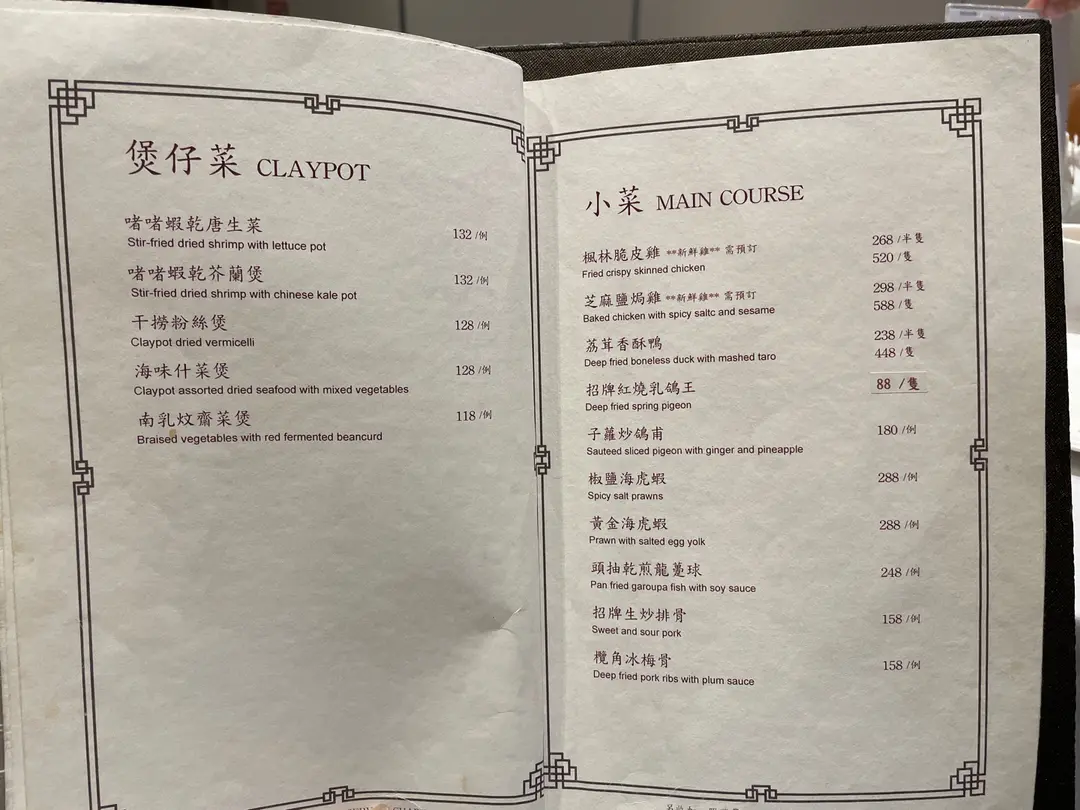 煲仔菜 CLAYPOT
啫啫蝦乾唐生菜 132 /例
Stir-fried dried shrimp with lettuce pot
啫啫蝦乾芥蘭煲 132 /例
Stir-fried dried shrimp with chinese kale pot
干撈粉絲煲 128 /例
Claypot dried vermicelli
海味什菜煲 128 /例
Claypot assorted dried seafood with mixed vegetables
南乳炆齋菜煲 118 /例
Braised vegetables with red fermented beancurd
小菜 MAIN COURSE
楓林脆皮雞 **新鮮雞** 需預訂 268 /半隻
Fried crispy skinned chicken 520 /隻
芝麻鹽焗雞 **新鮮雞** 需預訂 298 /半隻
Baked chicken with spicy saltc and sesame 588 /隻
荔茸香酥鴨 238 /半隻
Deep fried boneless duck with mashed taro 448 /隻
招牌紅燒乳鴿王 88 /隻
Deep fried spring pigeon
子蘿炒鴿甫 180 /例
Sauteed sliced pigeon with ginger and pineapple
椒鹽海虎蝦 288 /例
Spicy salt prawns
黃金海虎蝦 288 /例
Prawn with salted egg yolk
頭抽乾煎龍躉球 248 /例
Pan fried garoupa fish with soy sauce
招牌生炒排骨 158 /例
Sweet and sour pork
欖角冰梅骨 158 /例
Deep fried pork ribs with plum sauce